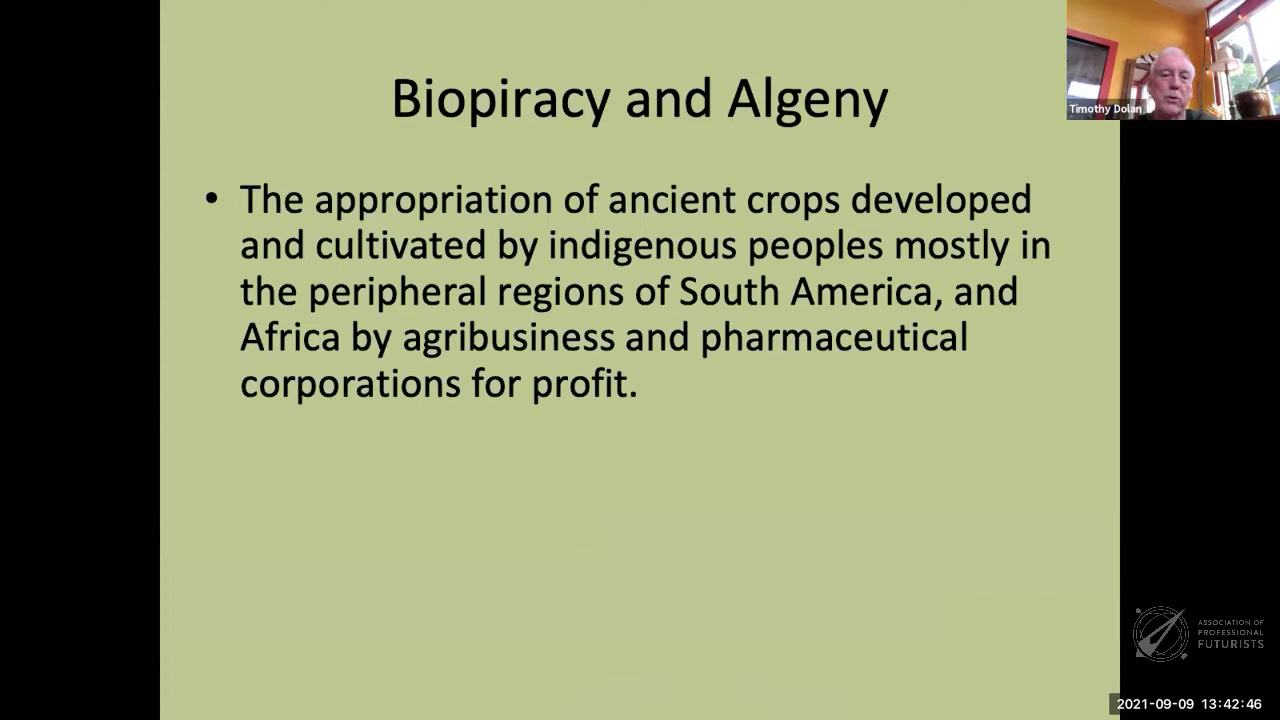 Biopiracy and Algeny
• The appropriation of ancient crops developed
and cultivated by indigenous peoples mostly in
the peripheral regions of South America, and
Africa by agribusiness and pharmaceutical
corporations for profit.
Timothy Dolan
ASSOCIATION OF
PROFESSIONAL
FUTURISTS
2021-09-09 13:42:46